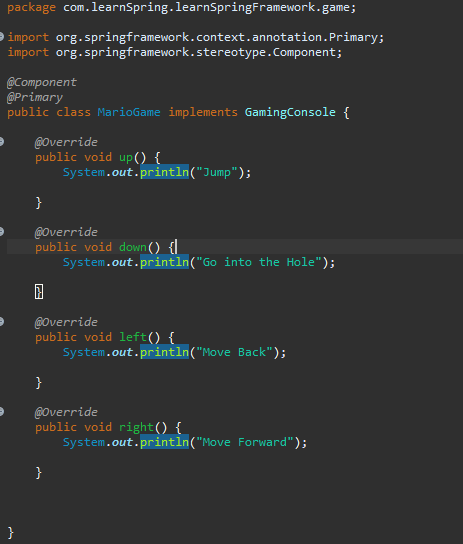 package com.learnSpring.learnSpringFramework.game;
import org.springframework.context.annotation.Primary;
import org.springframework.stereotype.Component;
@Component
@Primary
public class MarioGame implements GamingConsole {
@Override
public void up() {
System.out.println("Jump");
}
@Override
public void down() {
System.out.println("Go into the Hole");
}
@Override
public void left() {
System.out.println("Move Back");
}
@Override
public void right() {
System.out.println("Move Forward");
}
}